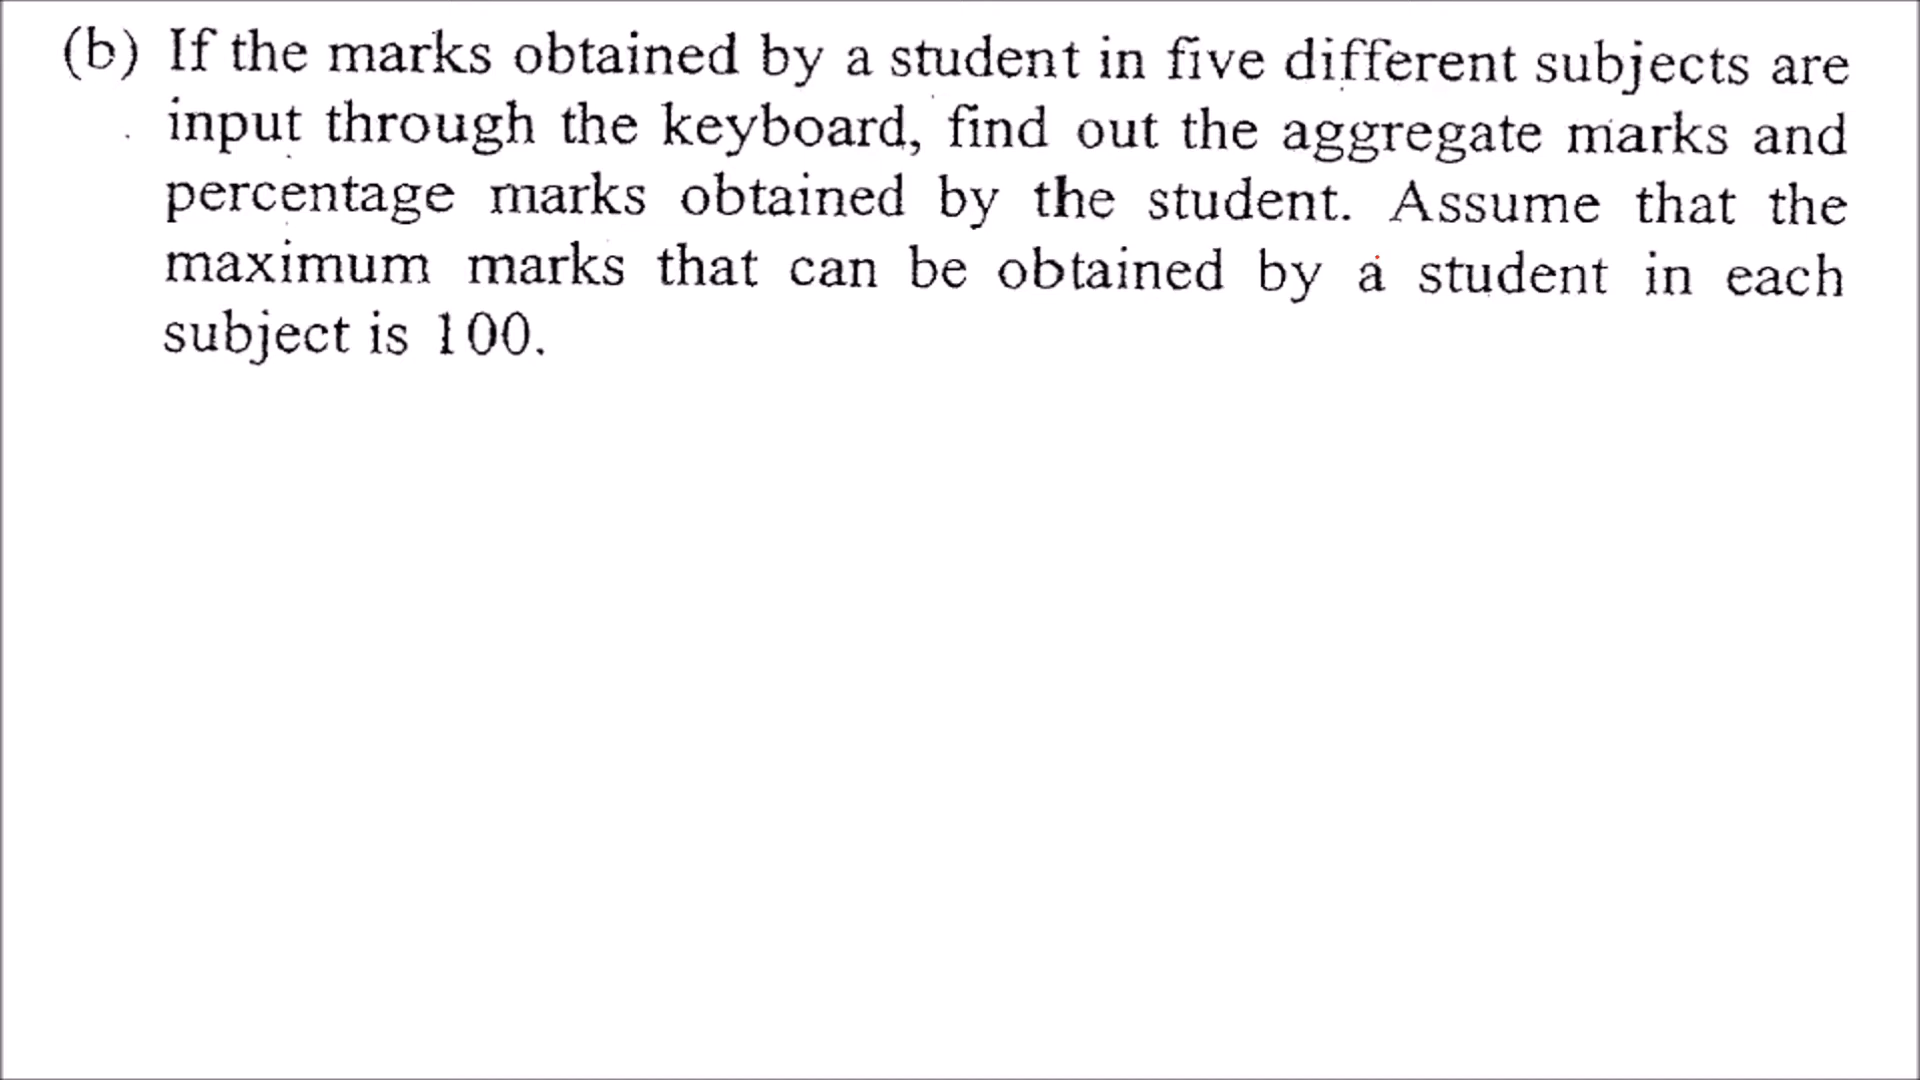 (b) If the marks obtained by a student in five different subjects are
input through the keyboard, find out the aggregate marks and
percentage marks obtained by the student. Assume that the
maximum marks that can be obtained by a student in each
subject is 100.